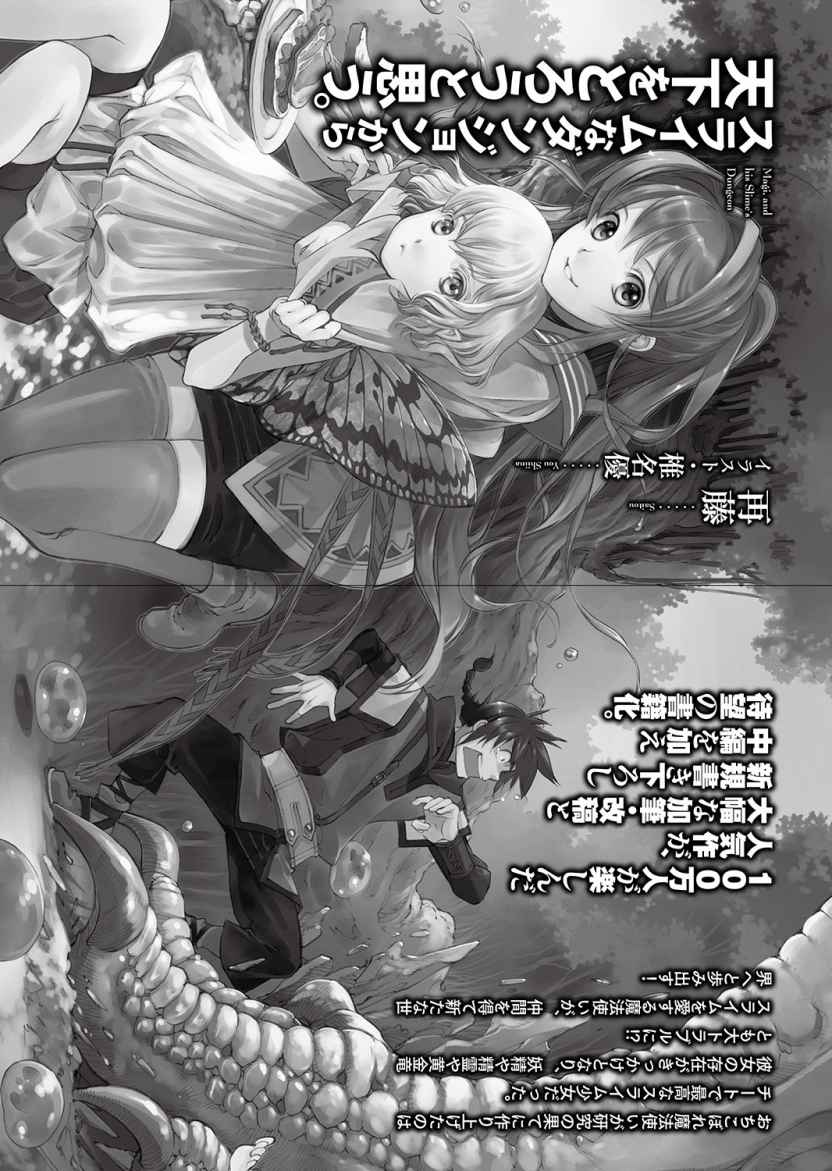 スライムなダンジョンから
天下をとろうと思う。
Magi, and
his Slime's
Dungeon
イラスト・椎名優……You Shiina
再藤……Saitou
100万人が楽しんだ
人気作が、
大幅な加筆・改稿と
新規書き下ろし
中編を加え
待望の書籍化。
おちこぼれ魔法使いが研究の果てに作り上げたのは
チートで最高なスライム少女だった。
彼女の存在がきっかけとなり、妖精や精霊や黄金竜
とも大トラブルに!?
スライムを愛する魔法使いが、仲間を得て新たな世
界へと歩み出す!